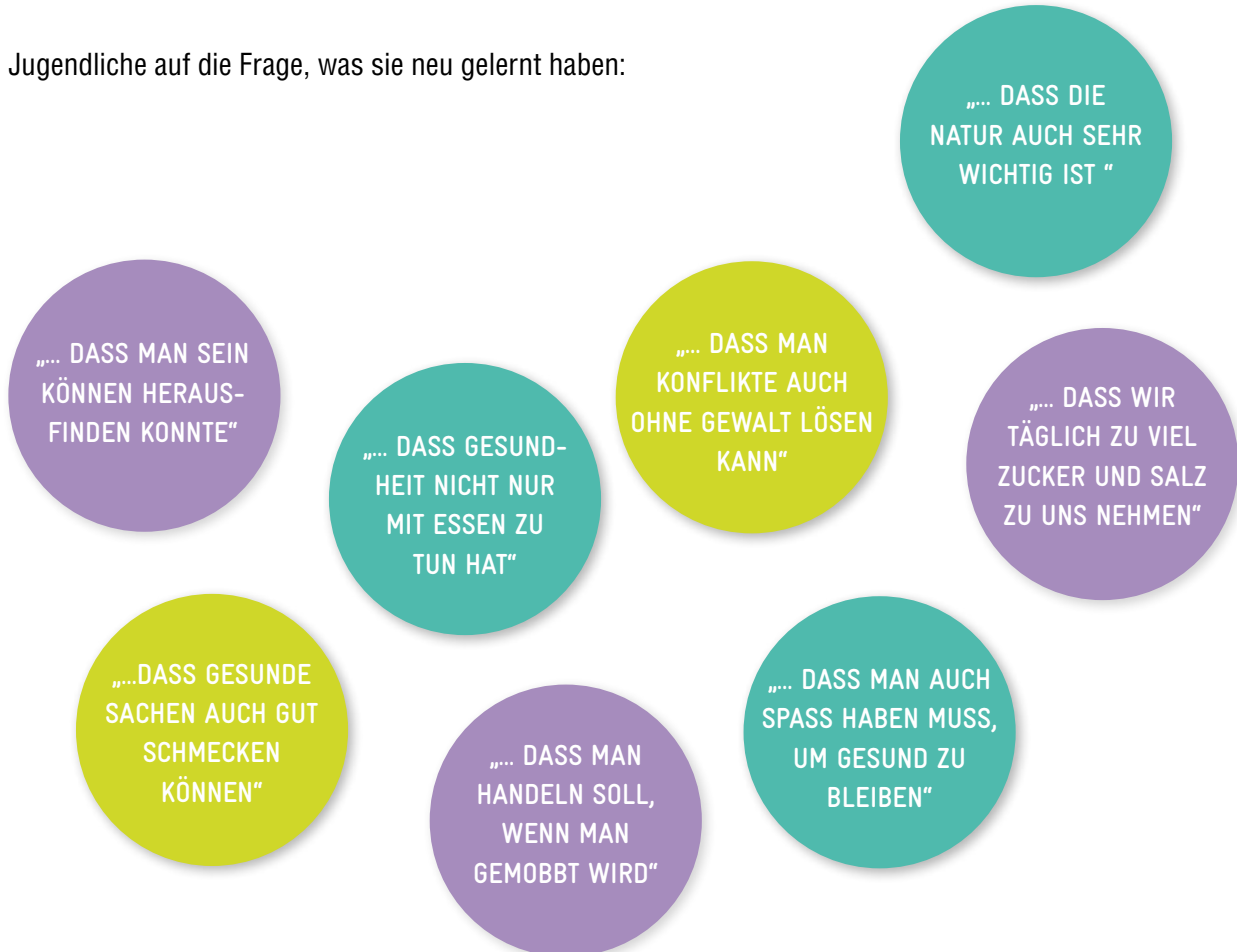 Jugendliche auf die Frage, was sie neu gelernt haben:
„... DASS DIE
NATUR AUCH SEHR
WICHTIG IST “
„... DASS MAN SEIN
KÖNNEN HERAUS-
FINDEN KONNTE“
„... DASS GESUND-
HEIT NICHT NUR
MIT ESSEN ZU
TUN HAT“
„... DASS MAN
KONFLIKTE AUCH
OHNE GEWALT LÖSEN
KANN“
„... DASS WIR
TÄGLICH ZU VIEL
ZUCKER UND SALZ
ZU UNS NEHMEN“
„...DASS GESUNDE
SACHEN AUCH GUT
SCHMECKEN
KÖNNEN“
„... DASS MAN
HANDELN SOLL,
WENN MAN
GEMOBBT WIRD“
„... DASS MAN AUCH
SPASS HABEN MUSS,
UM GESUND ZU
BLEIBEN“